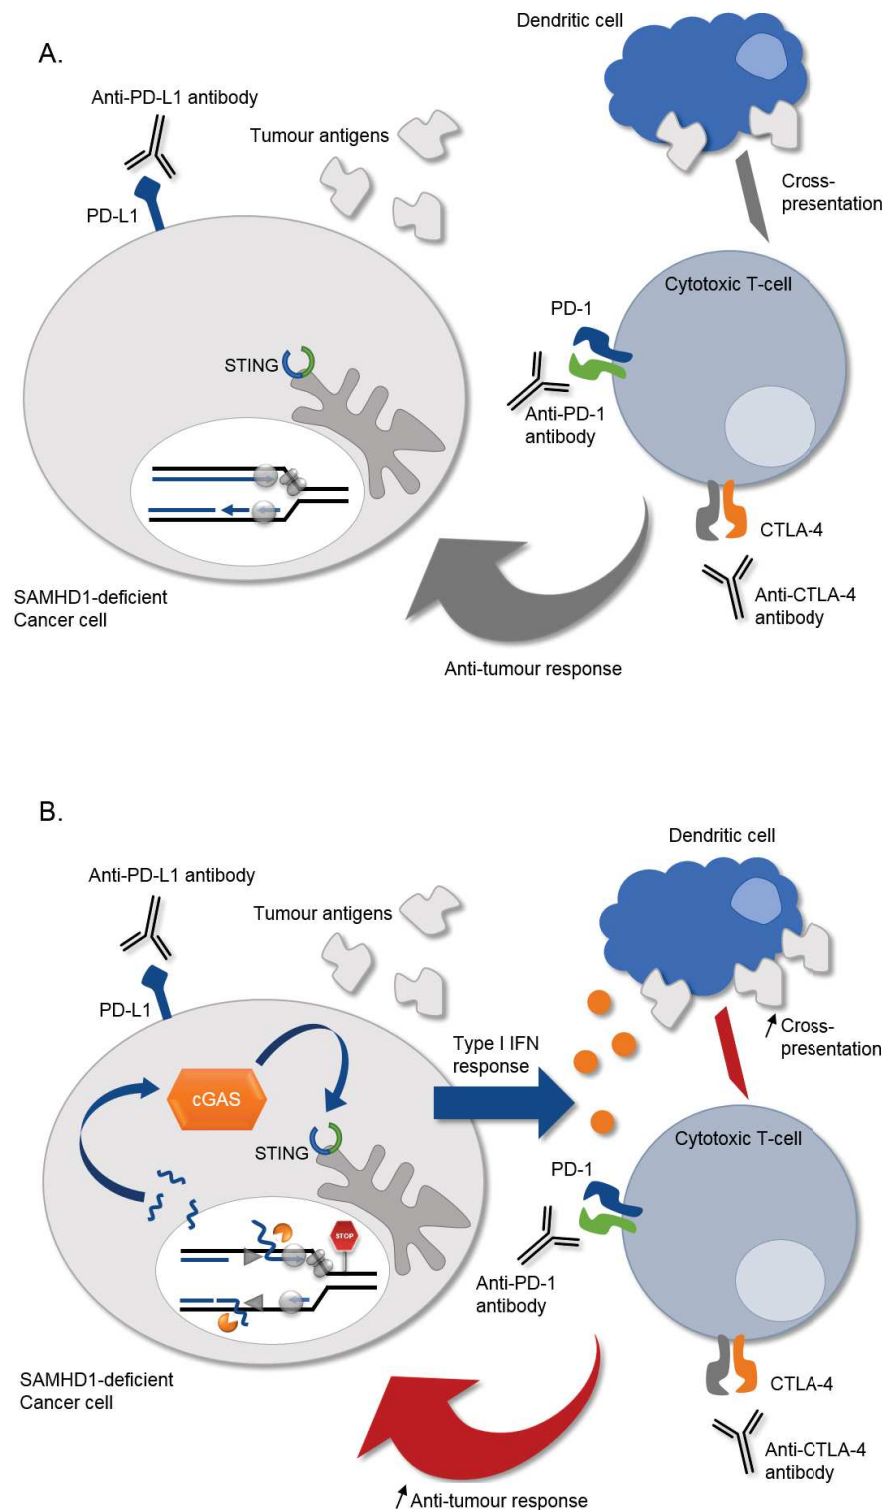 A.
Dendritic cell
Anti-PD-L1 antibody
Tumour antigens
PD-L1
Cross-
presentation
Cytotoxic T-cell
PD-1
STING
Anti-PD-1
antibody
CTLA-4
SAMHD1-deficient
Cancer cell
Anti-CTLA-4
antibody
Anti-tumour response
B.
Dendritic cell
Anti-PD-L1 antibody
Tumour antigens
PD-L1
Type I IFN
response
Cross-
presentation
cGAS
Cytotoxic T-cell
STING
PD-1
STOP
Anti-PD-1
antibody
SAMHD1-deficient
Cancer cell
CTLA-4
Anti-CTLA-4
antibody
Anti-tumour response